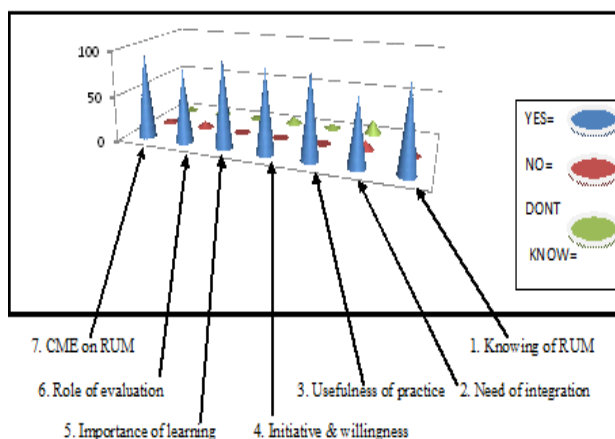 100
50
0
YES=
NO=
DONT
KNOW=
7. CME on RUM
1. Knowing of RUM
6. Role of evaluation
3. Usefulness of practice
2. Need of integration
5. Importance of learning
4. Initiative & willingness